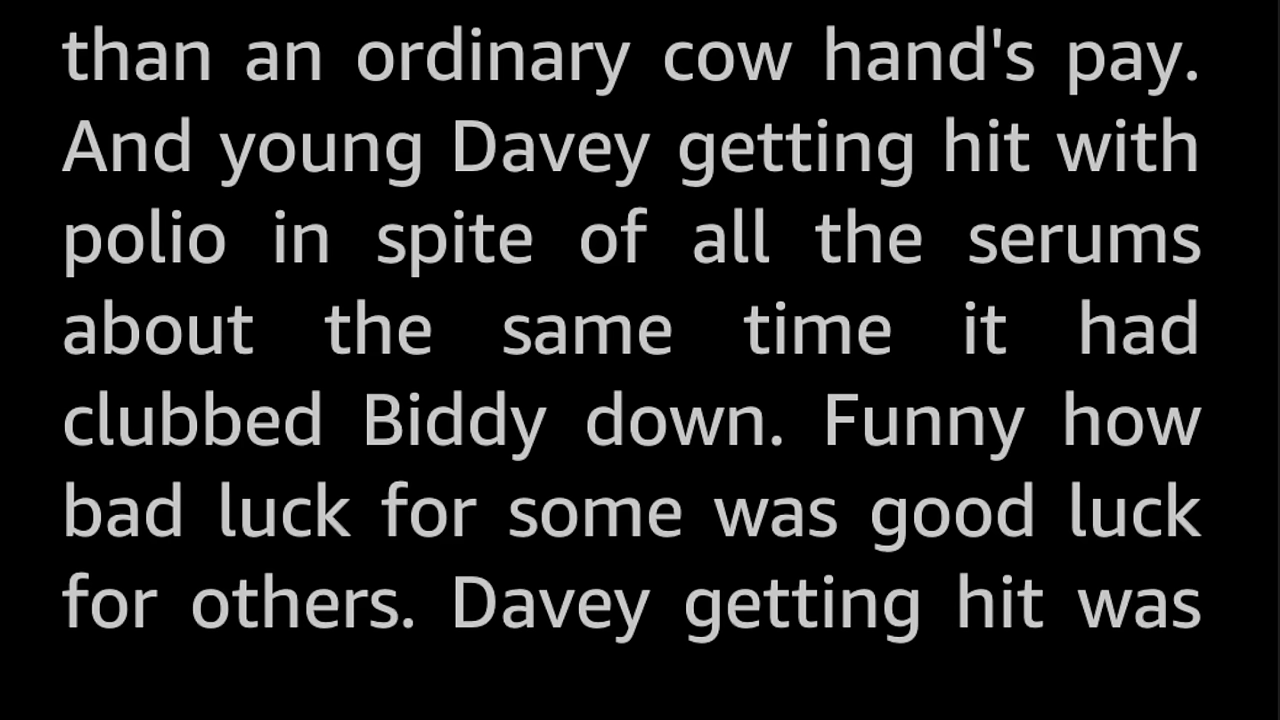 than an ordinary cow hand's pay.
And young Davey getting hit with
polio in spite of all the serums
about the same time it had
clubbed Biddy down. Funny how
bad luck for some was good luck
for others. Davey getting hit was